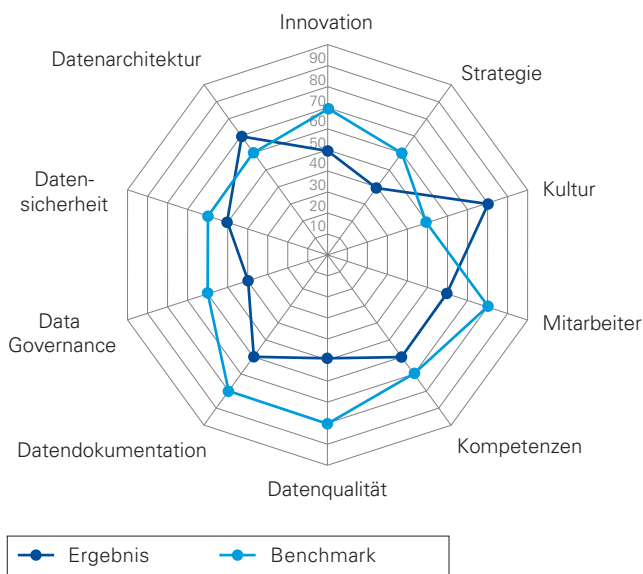 Innovation
Datenarchitektur
Strategie
90
80
70
60
50
40
30
20
10
Daten-
sicherheit
Kultur
Data
Governance
Mitarbeiter
Datendokumentation
Kompetenzen
Datenqualität
Ergebnis Benchmark